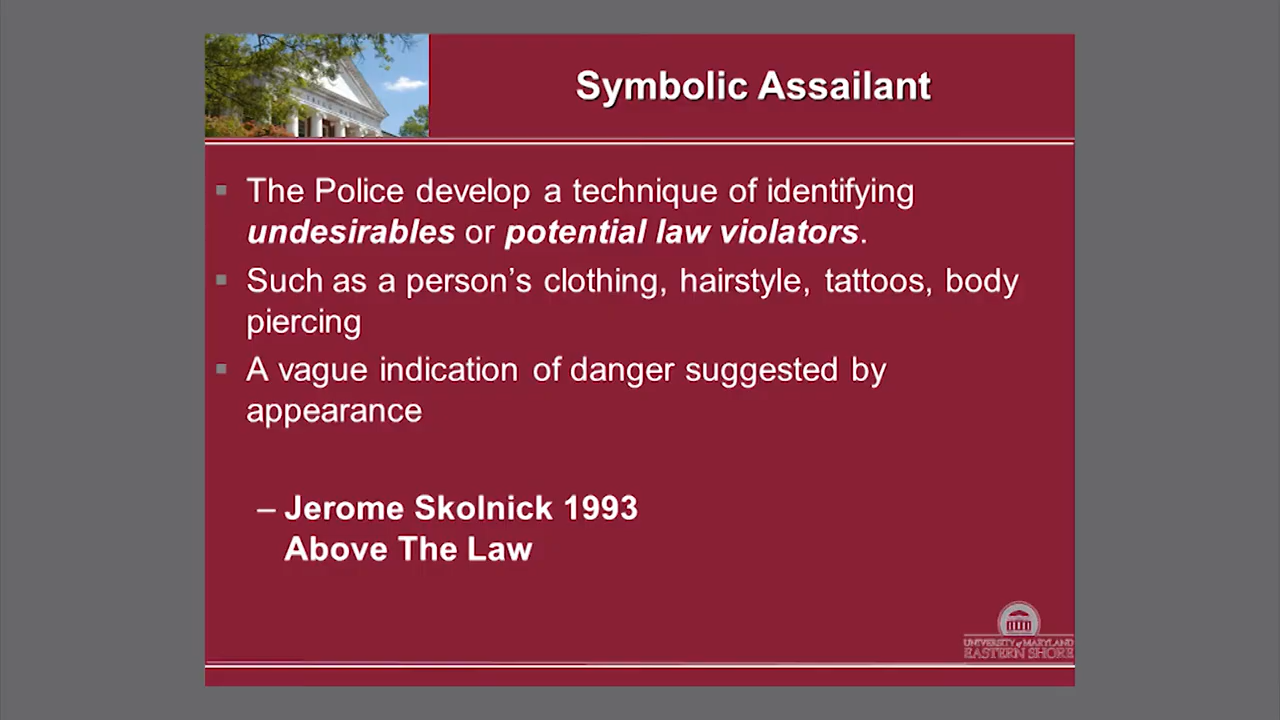 Symbolic Assailant
▪ The Police develop a technique of identifying
undesirables or potential law violators.
▪ Such as a person's clothing, hairstyle, tattoos, body
piercing
▪ A vague indication of danger suggested by
appearance
– Jerome Skolnick 1993
Above The Law
UNIVERSITY of MARYLAND
EASTERN SHORE